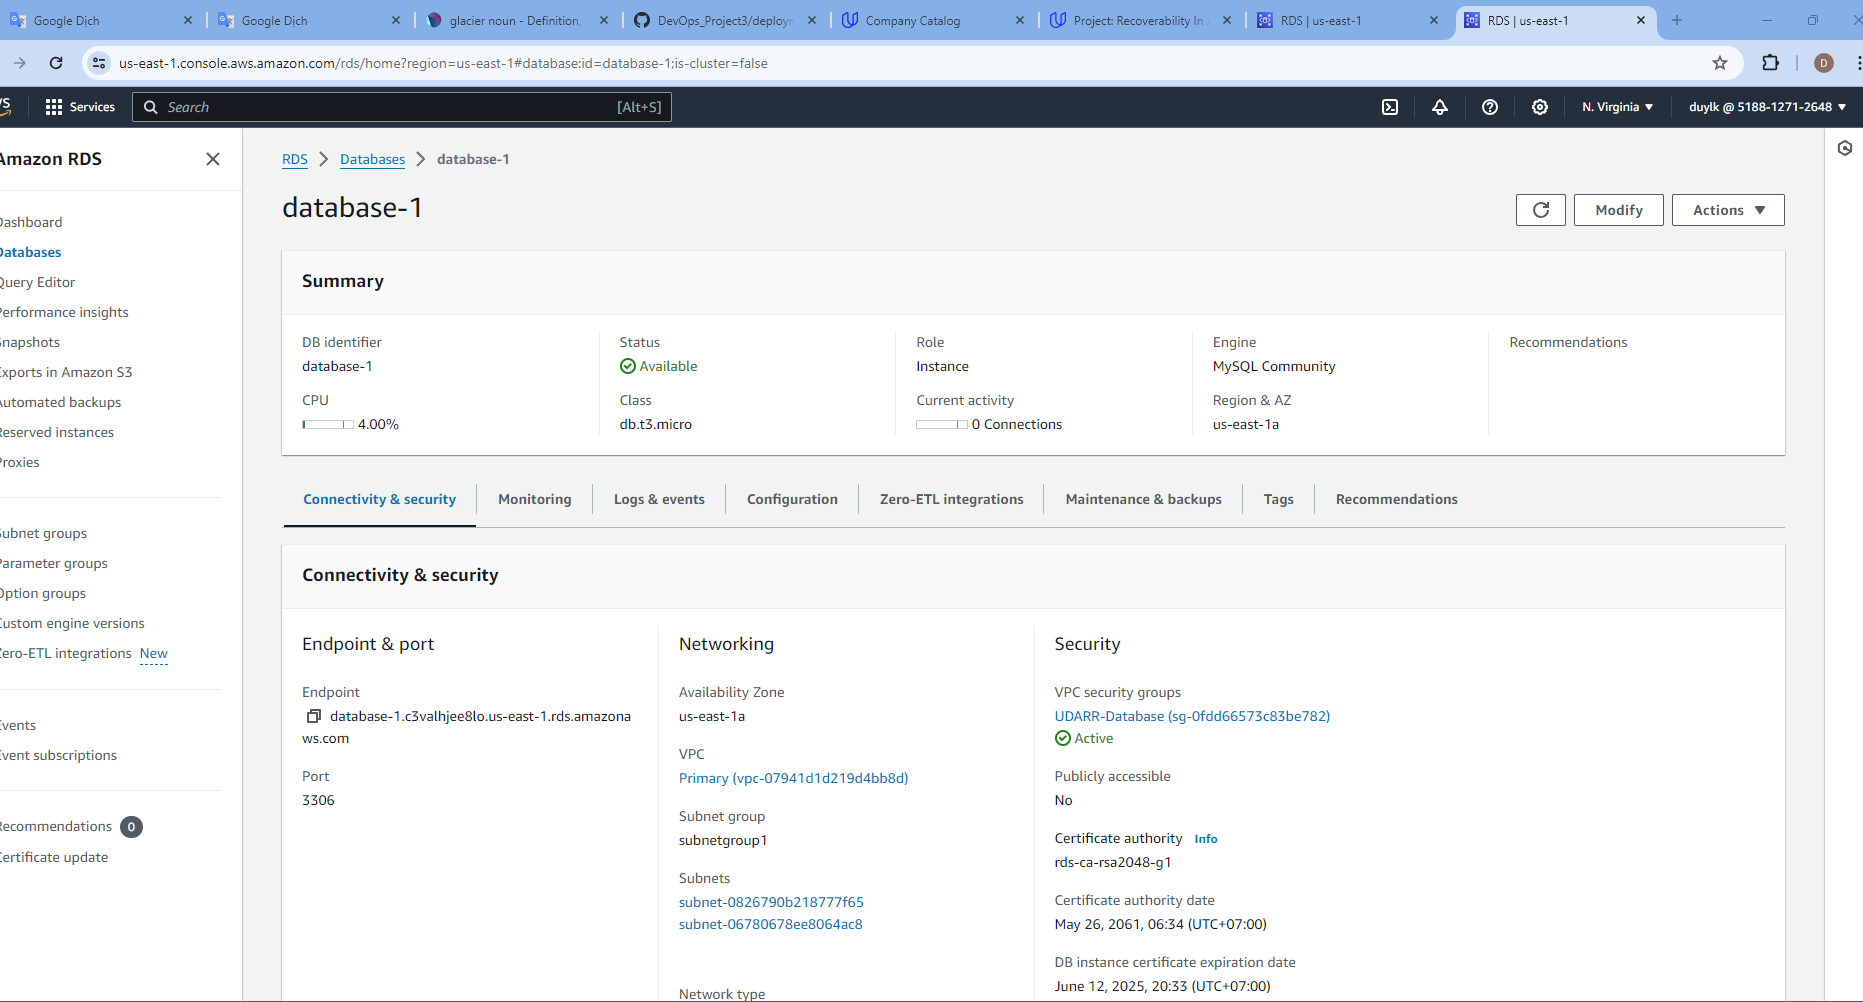 Google Dịch
Google Dịch
glacier noun - Definition,
DevOps_Project3/deploym
Company Catalog
Project: Recoverability In A
RDS | us-east-1
RDS | us-east-1
us-east-1.console.aws.amazon.com/rds/home?region=us-east-1#database:id=database-1;is-cluster=false
D
Services
Search
[Alt+S]
N. Virginia
duylk @ 5188-1271-2648
Amazon RDS
Dashboard
Databases
Query Editor
Performance insights
Snapshots
Exports in Amazon S3
Automated backups
Reserved instances
Proxies
Subnet groups
Parameter groups
Option groups
Custom engine versions
Zero-ETL integrations New
Events
Event subscriptions
Recommendations 0
Certificate update
RDS > Databases > database-1
database-1
Modify
Actions
Summary
DB identifier
database-1
CPU
4.00%
Status
Available
Class
db.t3.micro
Role
Instance
Current activity
0 Connections
Engine
MySQL Community
Region & AZ
us-east-1a
Recommendations
Connectivity & security
Monitoring
Logs & events
Configuration
Zero-ETL integrations
Maintenance & backups
Tags
Recommendations
Connectivity & security
Endpoint & port
Endpoint
database-1.c3valhjee8lo.us-east-1.rds.amazona
ws.com
Port
3306
Networking
Availability Zone
us-east-1a
VPC
Primary (vpc-07941d1d219d4bb8d)
Subnet group
subnetgroup1
Subnets
subnet-0826790b218777f65
subnet-06780678ee8064ac8
Network type
Security
VPC security groups
UDARR-Database (sg-0fdd66573c83be782)
Active
Publicly accessible
No
Certificate authority Info
rds-ca-rsa2048-g1
Certificate authority date
May 26, 2061, 06:34 (UTC+07:00)
DB instance certificate expiration date
June 12, 2025, 20:33 (UTC+07:00)